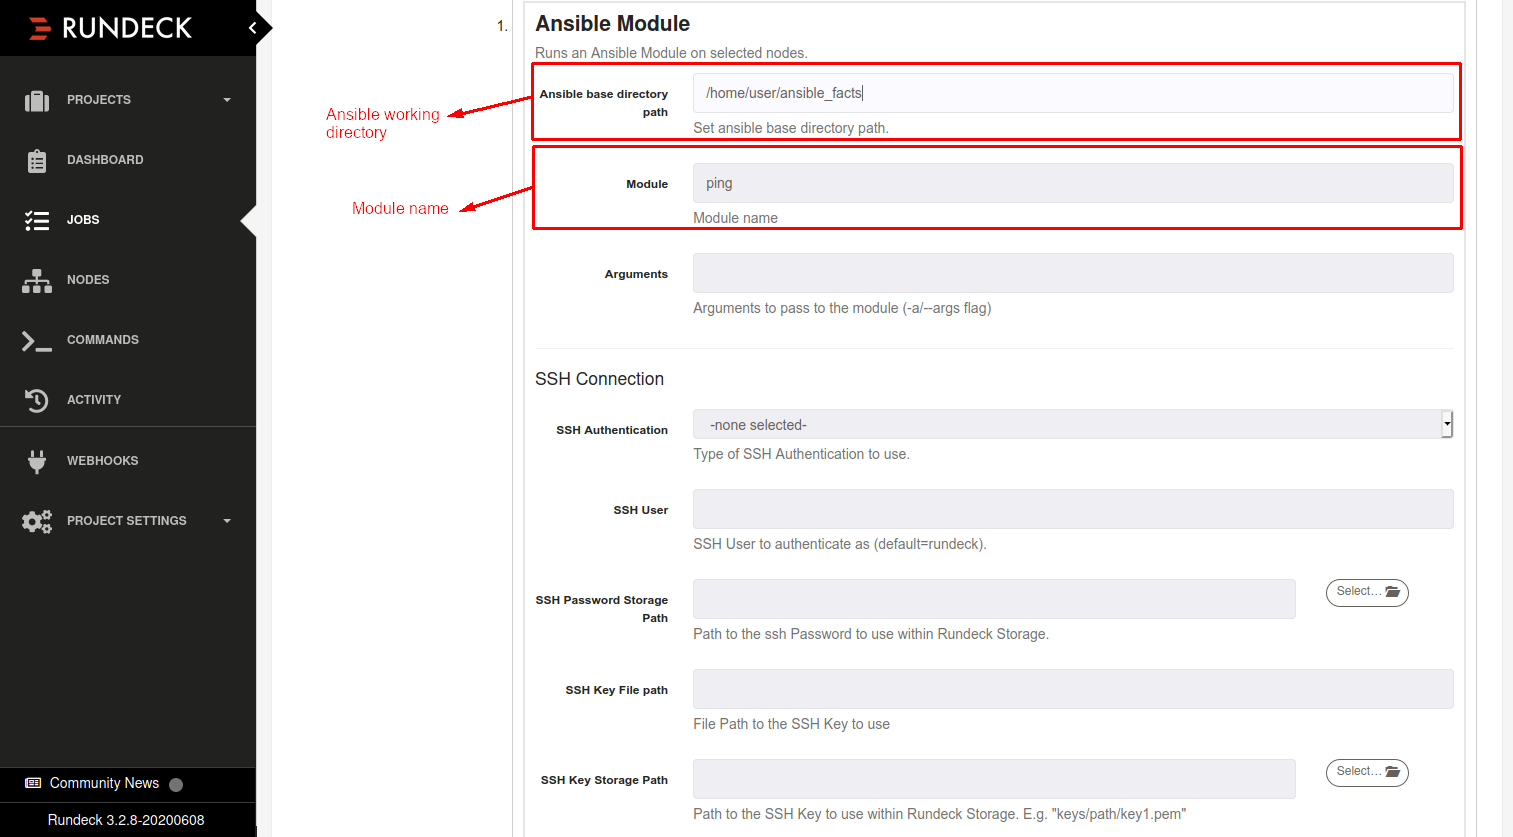 RUNDECK
PROJECTS
DASHBOARD
JOBS
NODES
COMMANDS
ACTIVITY
WEBHOOKS
PROJECT SETTINGS
Community News
Rundeck 3.2.8-20200608
Ansible working
directory
Module name
1.
Ansible Module
Runs an Ansible Module on selected nodes.
Ansible base directory
path
/home/user/ansible_facts
Set ansible base directory path.
Module
ping
Module name
Arguments
Arguments to pass to the module (-a/--args flag)
SSH Connection
SSH Authentication
-none selected-
Type of SSH Authentication to use.
SSH User
SSH User to authenticate as (default=rundeck).
SSH Password Storage
Path
Select...
Path to the ssh Password to use within Rundeck Storage.
SSH Key File path
File Path to the SSH Key to use
SSH Key Storage Path
Select...
Path to the SSH Key to use within Rundeck Storage. E.g. "keys/path/key1.pem"